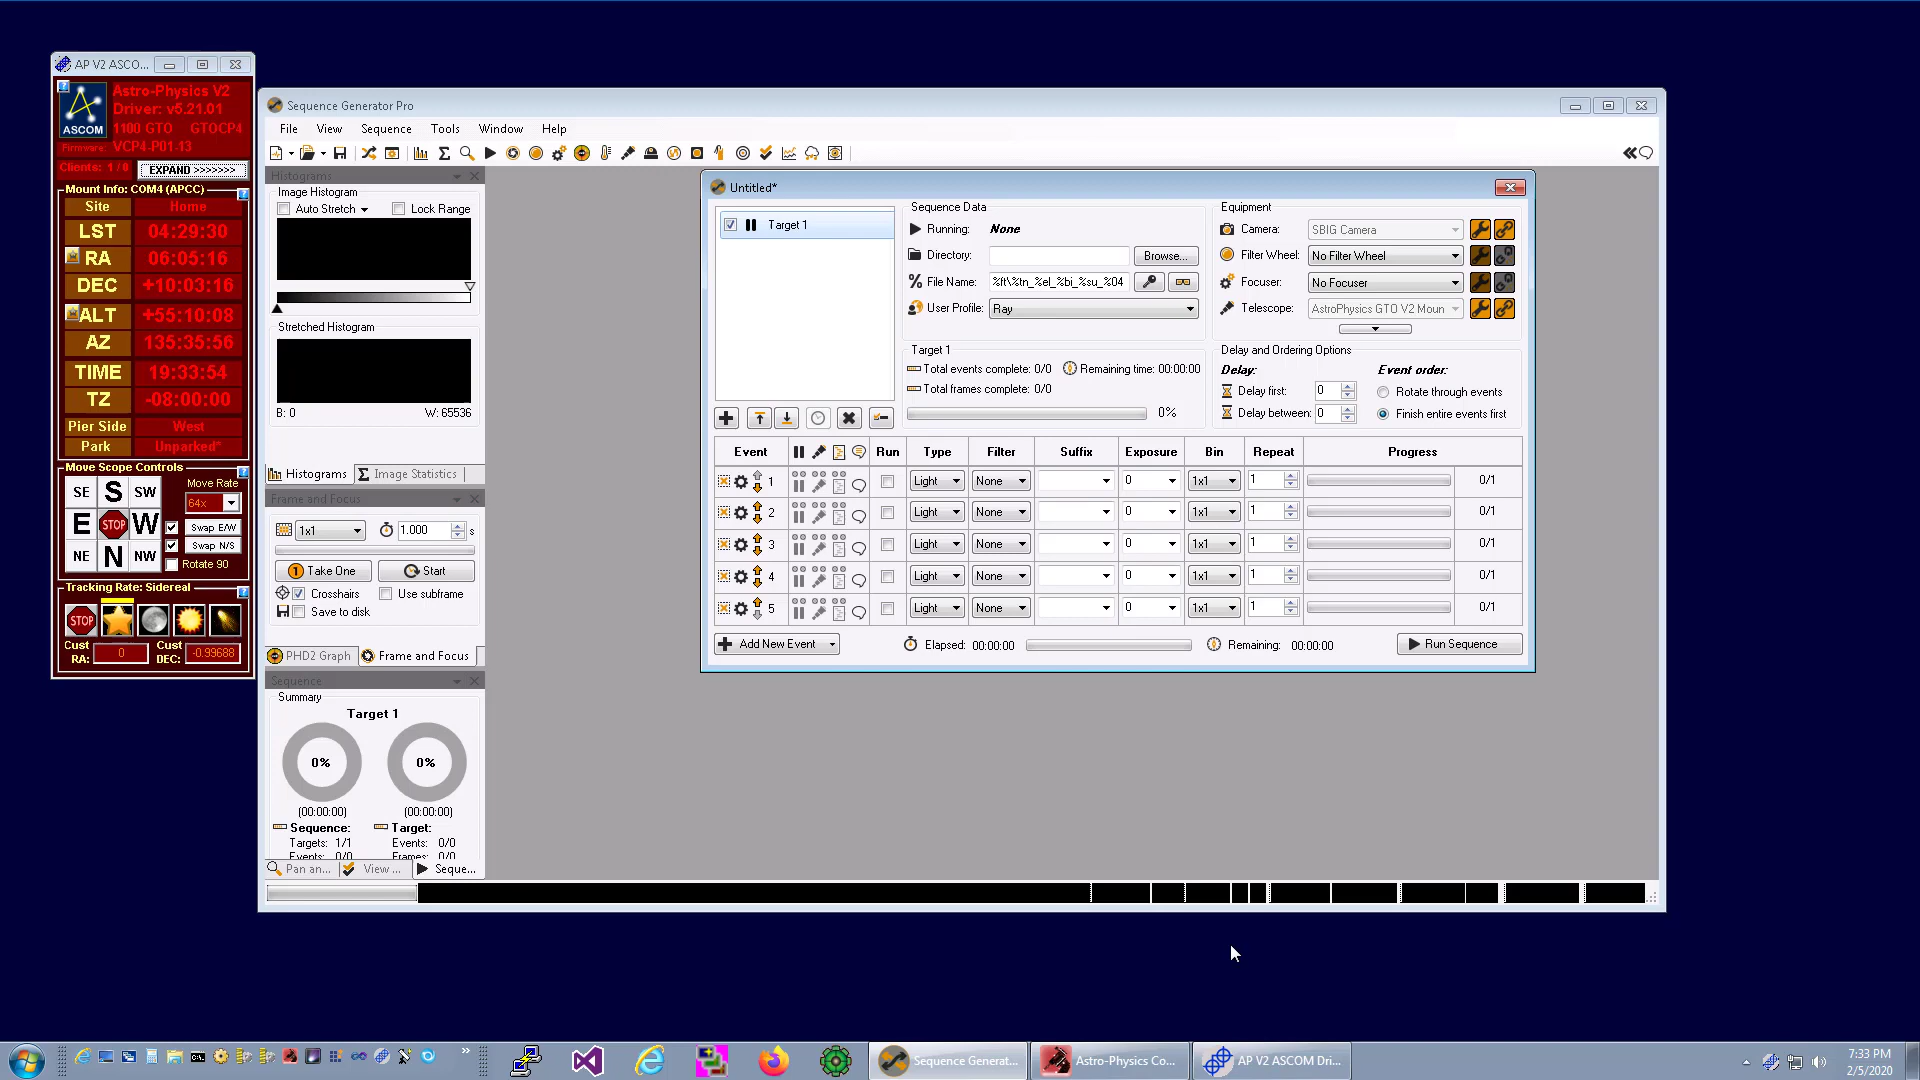 AP V2 ASCO...
Astro-Physics V2
Driver: v5.21.01
1100 GTO GTOCP4
Firmware: VCP4-P01-13
ASCOM
Clients: 1 / 0
EXPAND >>>>>>>
Mount Info: COM4 (APCC)
Site Home
LST 04:29:30
RA 06:05:16
DEC +10:03:16
ALT +55:10:08
AZ 135:35:56
TIME 19:33:54
TZ -08:00:00
Pier Side West
Park Unparked*
Move Scope Controls
SE S SW
Move Rate
64x
E STOP W
Swap E/W
Swap N/S
NE N NW
Rotate 90
Tracking Rate: Sidereal
STOP
Cust RA: 0
Cust DEC: -0.99688
Sequence Generator Pro
File View Sequence Tools Window Help
Histograms
Image Histogram
Auto Stretch Lock Range
Stretched Histogram
B: 0 W: 65536
Histograms Image Statistics
Frame and Focus
1x1 1.000 s
Take One Start
Crosshairs Use subframe
Save to disk
PHD2 Graph Frame and Focus
Sequence
Summary
Target 1
0% 0%
(00:00:00) (00:00:00)
Sequence: Target:
Targets: 1/1 Events: 0/0
Events: 0/0 Frames: 0/0
Pan an... View ... Seque...
Untitled*
Target 1
Sequence Data
Running: None
Directory: Browse...
File Name: %ft\%tn_%el_%bi_%su_%04
User Profile: Ray
Equipment
Camera: SBIG Camera
Filter Wheel: No Filter Wheel
Focuser: No Focuser
Telescope: AstroPhysics GTO V2 Moun
Target 1
Total events complete: 0/0 Remaining time: 00:00:00
Total frames complete: 0/0
0%
Delay and Ordering Options
Delay: Event order:
Delay first: 0 Rotate through events
Delay between: 0 Finish entire events first
Event Run Type Filter Suffix Exposure Bin Repeat Progress
1 Light None 0 1x1 1 0/1
2 Light None 0 1x1 1 0/1
3 Light None 0 1x1 1 0/1
4 Light None 0 1x1 1 0/1
5 Light None 0 1x1 1 0/1
Add New Event Elapsed: 00:00:00 Remaining: 00:00:00 Run Sequence
Sequence Generat... Astro-Physics Co... AP V2 ASCOM Dri...
7:33 PM
2/5/2020